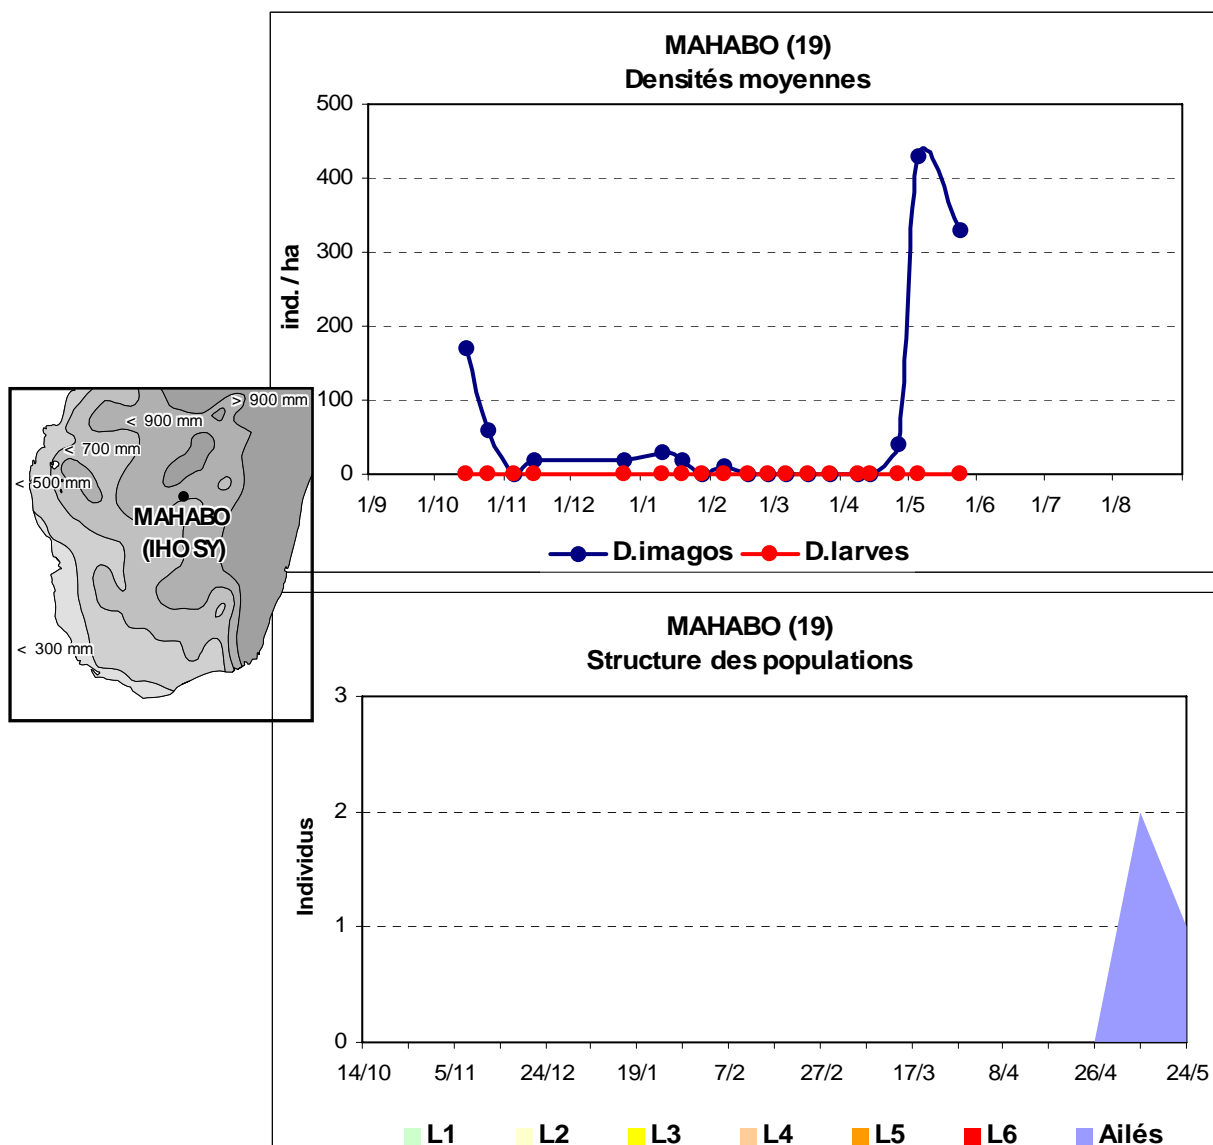 MAHABO (19)
Densités moyennes
500
400
300
200
100
0
ind. / ha
1/9 1/10 1/11 1/12 1/1 1/2 1/3 1/4 1/5 1/6 1/7 1/8
D.imagos D.larves
> 900 mm
< 900 mm
< 700 mm
< 500 mm
MAHABO
(IHOSY)
< 300 mm
MAHABO (19)
Structure des populations
3
2
1
0
Individus
14/10 5/11 24/12 19/1 7/2 27/2 17/3 8/4 26/4 24/5
L1 L2 L3 L4 L5 L6 Ailés